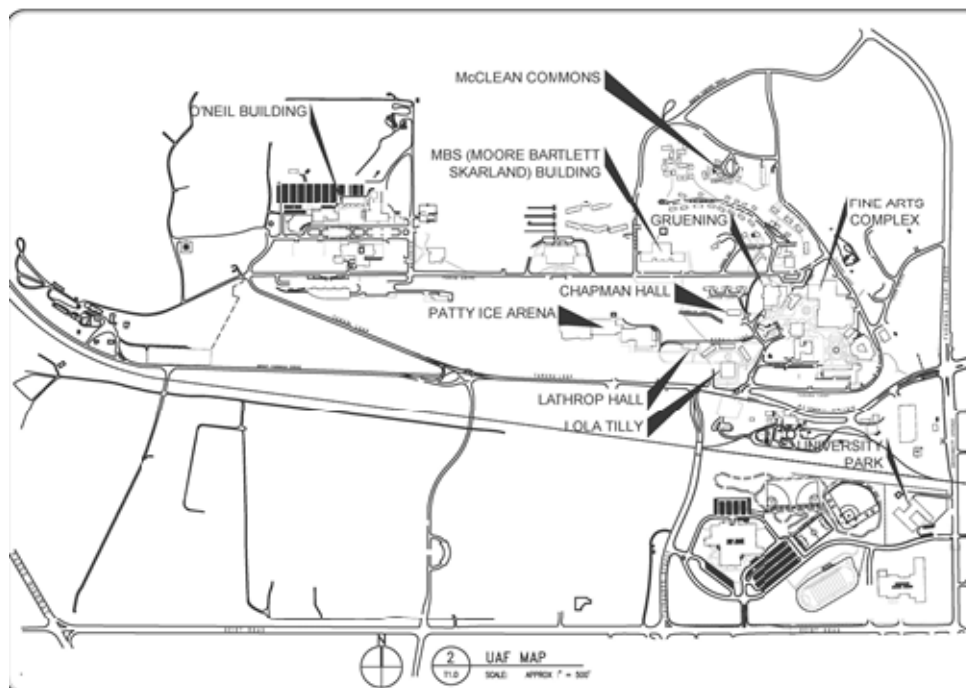 McCLEAN COMMONS
O'NEIL BUILDING
MBS (MOORE BARTLETT
SKARLAND) BUILDING
GRUENING
FINE ARTS
COMPLEX
CHAPMAN HALL
PATTY ICE ARENA
LATHROP HALL
LOLA TILLY
UNIVERSITY
PARK
N
2
T1.0
UAF MAP
SCALE: APPROX 1" = 500'